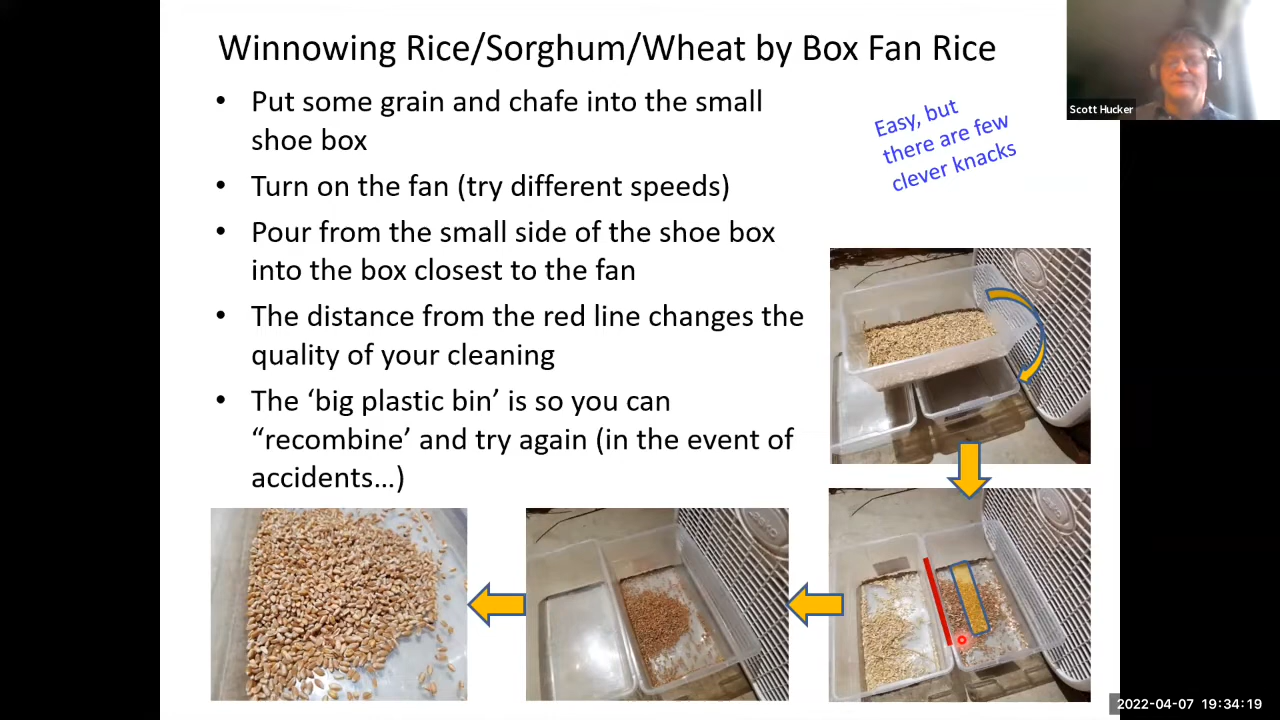 Winnowing Rice/Sorghum/Wheat by Box Fan Rice
• Put some grain and chafe into the small
shoe box
• Turn on the fan (try different speeds)
• Pour from the small side of the shoe box
into the box closest to the fan
• The distance from the red line changes the
quality of your cleaning
• The ‘big plastic bin’ is so you can
“recombine’ and try again (in the event of
accidents…)
Easy, but
there are few
clever knacks
Scott Hucker
2022-04-07 19:34:19